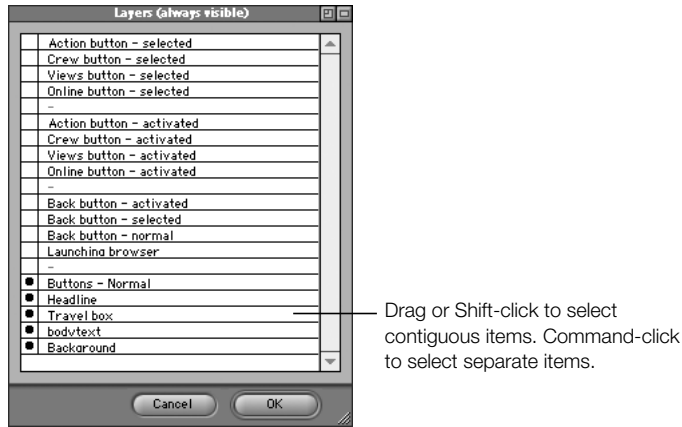 Layers (always visible)
Action button - selected
Crew button - selected
Views button - selected
Online button - selected
-
Action button - activated
Crew button - activated
Views button - activated
Online button - activated
-
Back button - activated
Back button - selected
Back button - normal
Launching browser
-
Buttons - Normal
Headline
Travel box
bodytext
Background
Drag or Shift-click to select
contiguous items. Command-click
to select separate items.
Cancel
OK